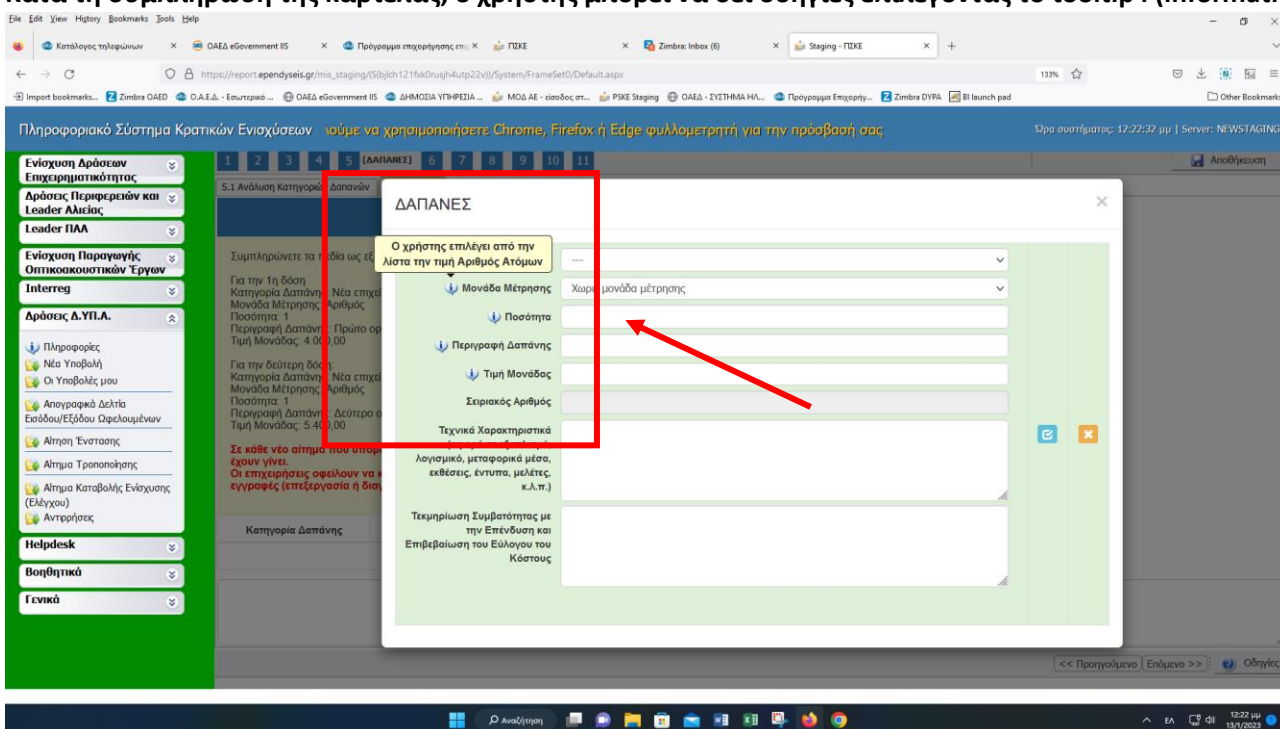 Κατά τη συμπλήρωση της καρτέλας, ο χρήστης μπορεί να δει οδηγίες επιλέγοντας το tooltip i (informati
File Edit View History Bookmarks Tools Help
Κατάλογος τηλεφώνων × ΟΑΕΔ eGovernment IIS × Πρόγραμμα επιχορήγησης επι × ΠΣΚΕ × Zimbra: Inbox (6) × Staging - ΠΣΚΕ × +
https://report.ependyseis.gr/mis_staging/(S(bjlch121fxk0rusjh4utp22v))/System/FrameSet0/Default.aspx 133%
Import bookmarks... Zimbra OAED Ο.Α.Ε.Δ. - Εσωτερικό ... ΟΑΕΔ eGovernment IIS ΔΗΜΟΣΙΑ ΥΠΗΡΕΣΙΑ ... ΜΟΔ ΑΕ - είσοδος στ... PSKE Staging ΟΑΕΔ - ΣΥΣΤΗΜΑ ΗΛ... Πρόγραμμα Επιχορήγ... Zimbra DYPA BI launch pad Other Bookmarks
Πληροφοριακό Σύστημα Κρατικών Ενισχύσεων νούμε να χρησιμοποιήσετε Chrome, Firefox ή Edge φυλλομετρητή για την πρόσβασή σας Ώρα συστήματος: 12:22:32 μμ | Server: NEWSTAGING
1 2 3 4 5 [ΔΑΠΑΝΕΣ] 6 7 8 9 10 11 Αποθήκευση
Ενίσχυση Δράσεων
Επιχειρηματικότητας
Δράσεις Περιφερειών και
Leader Αλιείας
Leader ΠΑΑ
Ενίσχυση Παραγωγής
Οπτικοακουστικών Έργων
Interreg
Δράσεις Δ.ΥΠ.Α.
Πληροφορίες
Νέα Υποβολή
Οι Υποβολές μου
Απογραφικά Δελτία
Εισόδου/Εξόδου Ωφελουμένων
Αίτηση Ένστασης
Αίτημα Τροποποίησης
Αίτημα Καταβολής Ενίσχυσης
(Ελέγχου)
Αντιρρήσεις
Helpdesk
Βοηθητικά
Γενικά
5.1 Ανάλυση Κατηγοριών Δαπανών
Συμπληρώνετε τα πεδία ως εξ
Για την 1η δόση
Κατηγορία Δαπάνης: Νέα επιχει
Μονάδα Μέτρησης: Αριθμός
Ποσότητα: 1
Περιγραφή Δαπάνης: Πρώτο ορ
Τιμή Μονάδας: 4.000,00
Για την δεύτερη δόση:
Κατηγορία Δαπάνης: Νέα επιχει
Μονάδα Μέτρησης: Αριθμός
Ποσότητα: 1
Περιγραφή Δαπάνης: Δεύτερο ο
Τιμή Μονάδας: 5.400,00
Σε κάθε νέο αίτημα που υποβ
έχουν γίνει.
Οι επιχειρήσεις οφείλουν να κ
εγγραφές (επεξεργασία ή διαγ
Κατηγορία Δαπάνης
ΔΑΠΑΝΕΣ ×
Ο χρήστης επιλέγει από την
λίστα την τιμή Αριθμός Ατόμων
---
Μονάδα Μέτρησης Χωρίς μονάδα μέτρησης
Ποσότητα
Περιγραφή Δαπάνης
Τιμή Μονάδας
Σειριακός Αριθμός
Τεχνικά Χαρακτηριστικά
λογισμικό, μεταφορικά μέσα,
εκθέσεις, έντυπα, μελέτες,
κ.λ.π.)
Τεκμηρίωση Συμβατότητας με
την Επένδυση και
Επιβεβαίωση του Εύλογου του
Κόστους
<< Προηγούμενο Επόμενο >> Οδηγίες
Αναζήτηση ΕΛ 12:22 μμ
13/1/2023